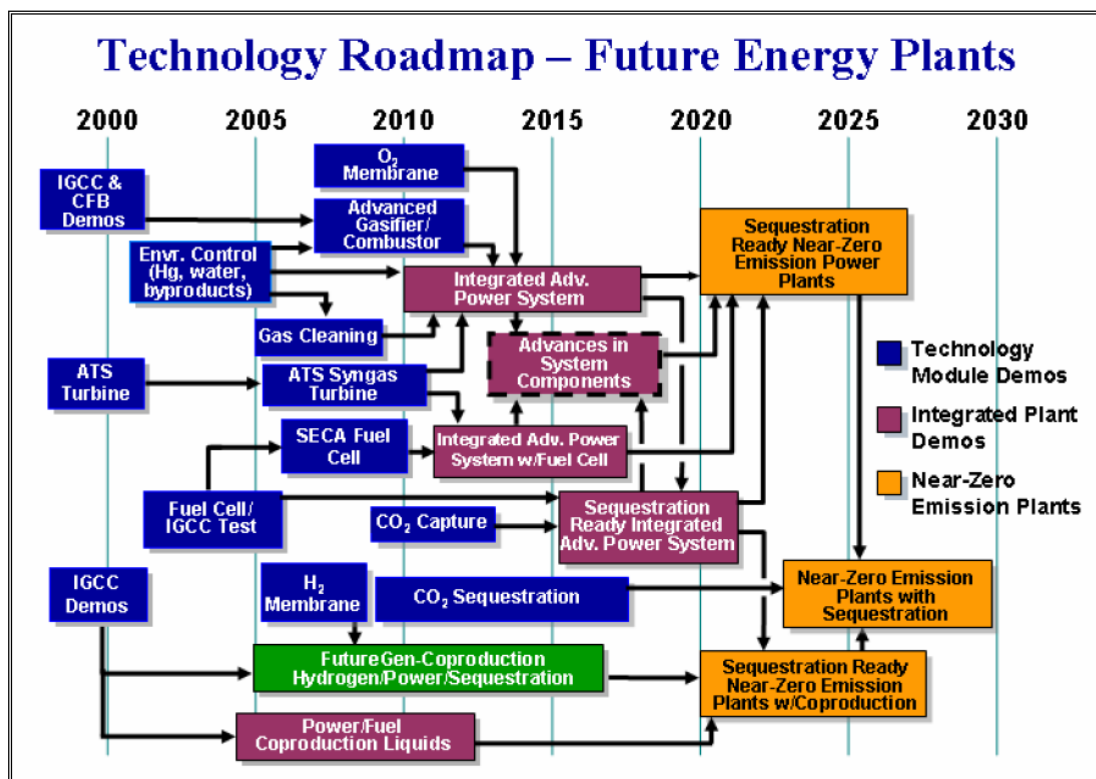 Technology Roadmap – Future Energy Plants
2000 2005 2010 2015 2020 2025 2030
O2
Membrane
IGCC &
CFB
Demos
Advanced
Gasifier/
Combustor
Sequestration
Ready Near-Zero
Emission Power
Plants
Envr. Control
(Hg, water,
byproducts)
Integrated Adv.
Power System
Gas Cleaning
Advances in
System
Components
Technology
Module Demos
ATS
Turbine
ATS Syngas
Turbine
Integrated Plant
Demos
SECA Fuel
Cell
Integrated Adv. Power
System w/Fuel Cell
Near-Zero
Emission Plants
Fuel Cell/
IGCC Test
CO2 Capture
Sequestration
Ready Integrated
Adv. Power System
IGCC
Demos
H2
Membrane
CO2 Sequestration
Near-Zero Emission
Plants with
Sequestration
FutureGen-Coproduction
Hydrogen/Power/Sequestration
Sequestration Ready
Near-Zero Emission
Plants w/Coproduction
Power/Fuel
Coproduction Liquids